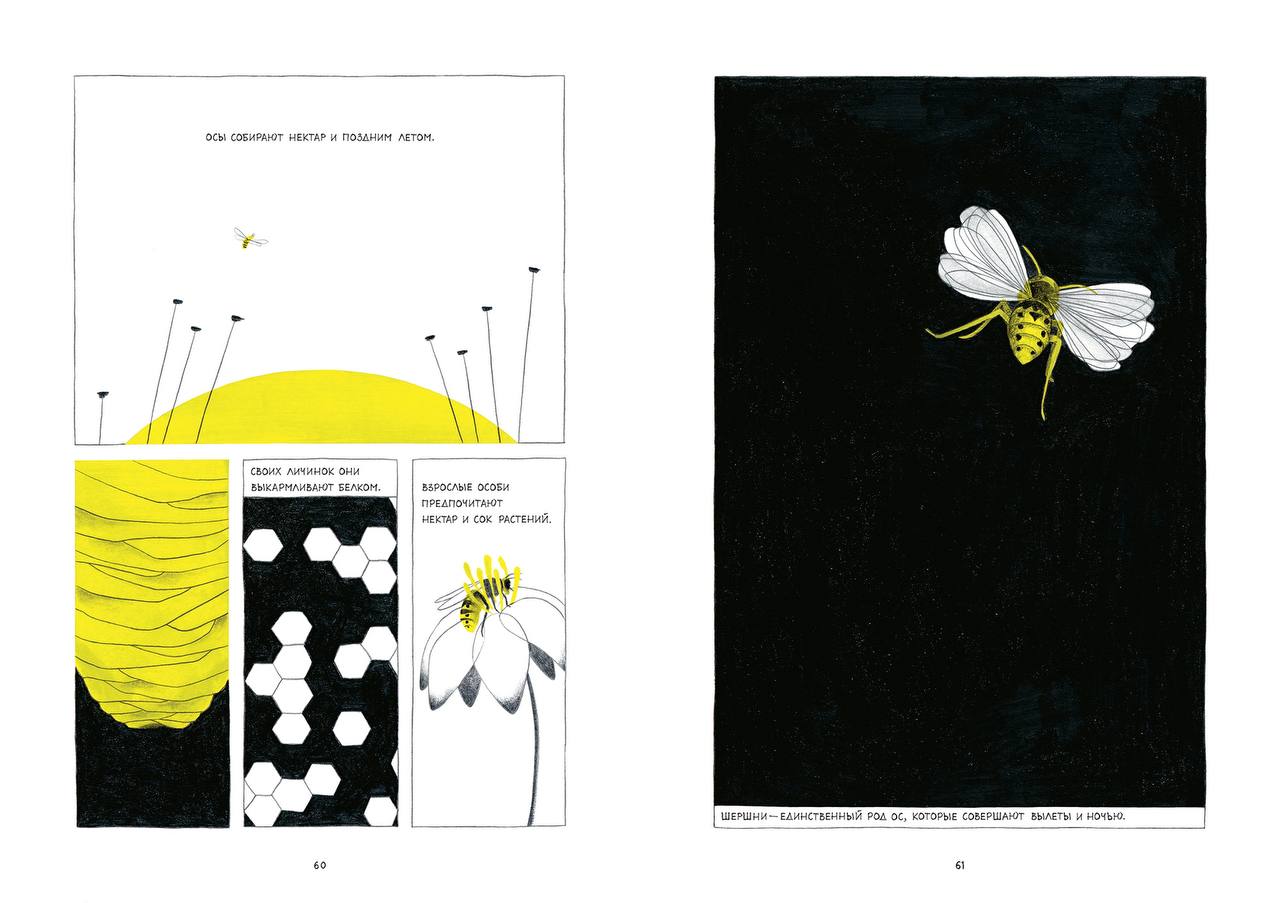 ОСЫ СОБИРАЮТ НЕКТАР И ПОЗДНИМ ЛЕТОМ.
СВОИХ ЛИЧИНОК ОНИ
ВЫКАРМЛИВАЮТ БЕЛКОМ.
ВЗРОСЛЫЕ ОСОБИ
ПРЕДПОЧИТАЮТ
НЕКТАР И СОК РАСТЕНИЙ.
60
ШЕРШНИ — ЕДИНСТВЕННЫЙ РОД ОС, КОТОРЫЕ СОВЕРШАЮТ ВЫЛЕТЫ И НОЧЬЮ.
61